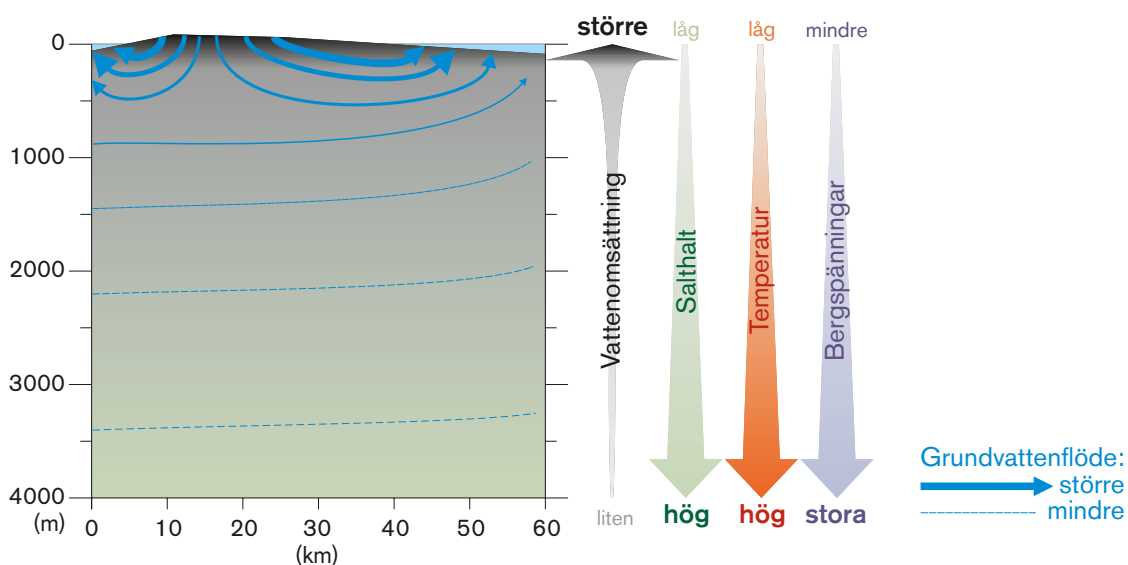 större
låg
låg
mindre
0
1000
2000
3000
4000
(m)
0
10
20
30
40
50
60
(km)
Vattenomsättning
Salthalt
Temperatur
Bergspänningar
liten
hög
hög
stora
Grundvattenflöde:
större
mindre